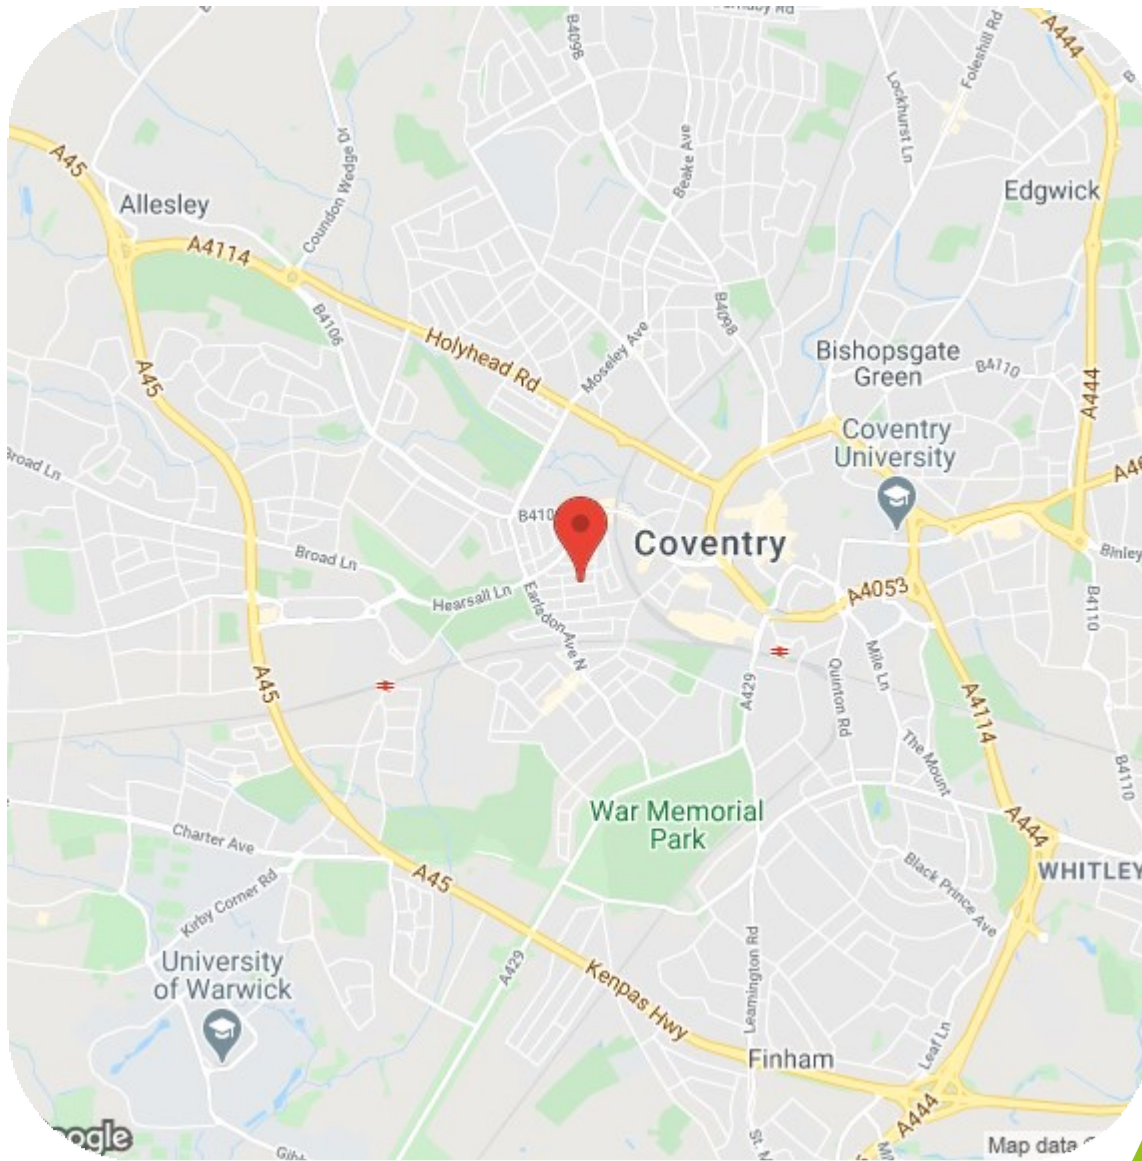 B4098
Foleshill Rd
A444
Lockhurst Ln
A45
Coundon Wedge Dr
Beake Ave
Allesley
Edgwick
A4114
B4106
B4098
Holyhead Rd
Moseley Ave
Bishopsgate
Green
B4110
A444
A45
Coventry
University
Broad Ln
Coventry
Broad Ln
Hearsall Ln
Earlsdon Ave N
A4053
B4110
Binley
A45
A429
Quinton Rd
Mile Ln
A4114
The Mount
B4110
War Memorial
Park
A444
Charter Ave
WHITLEY
A45
Black Prince Ave
Kirby Corner Rd
University
of Warwick
A429
Kenpas Hwy
Leamington Rd
Leaf Ln
Finham
A444
Map data